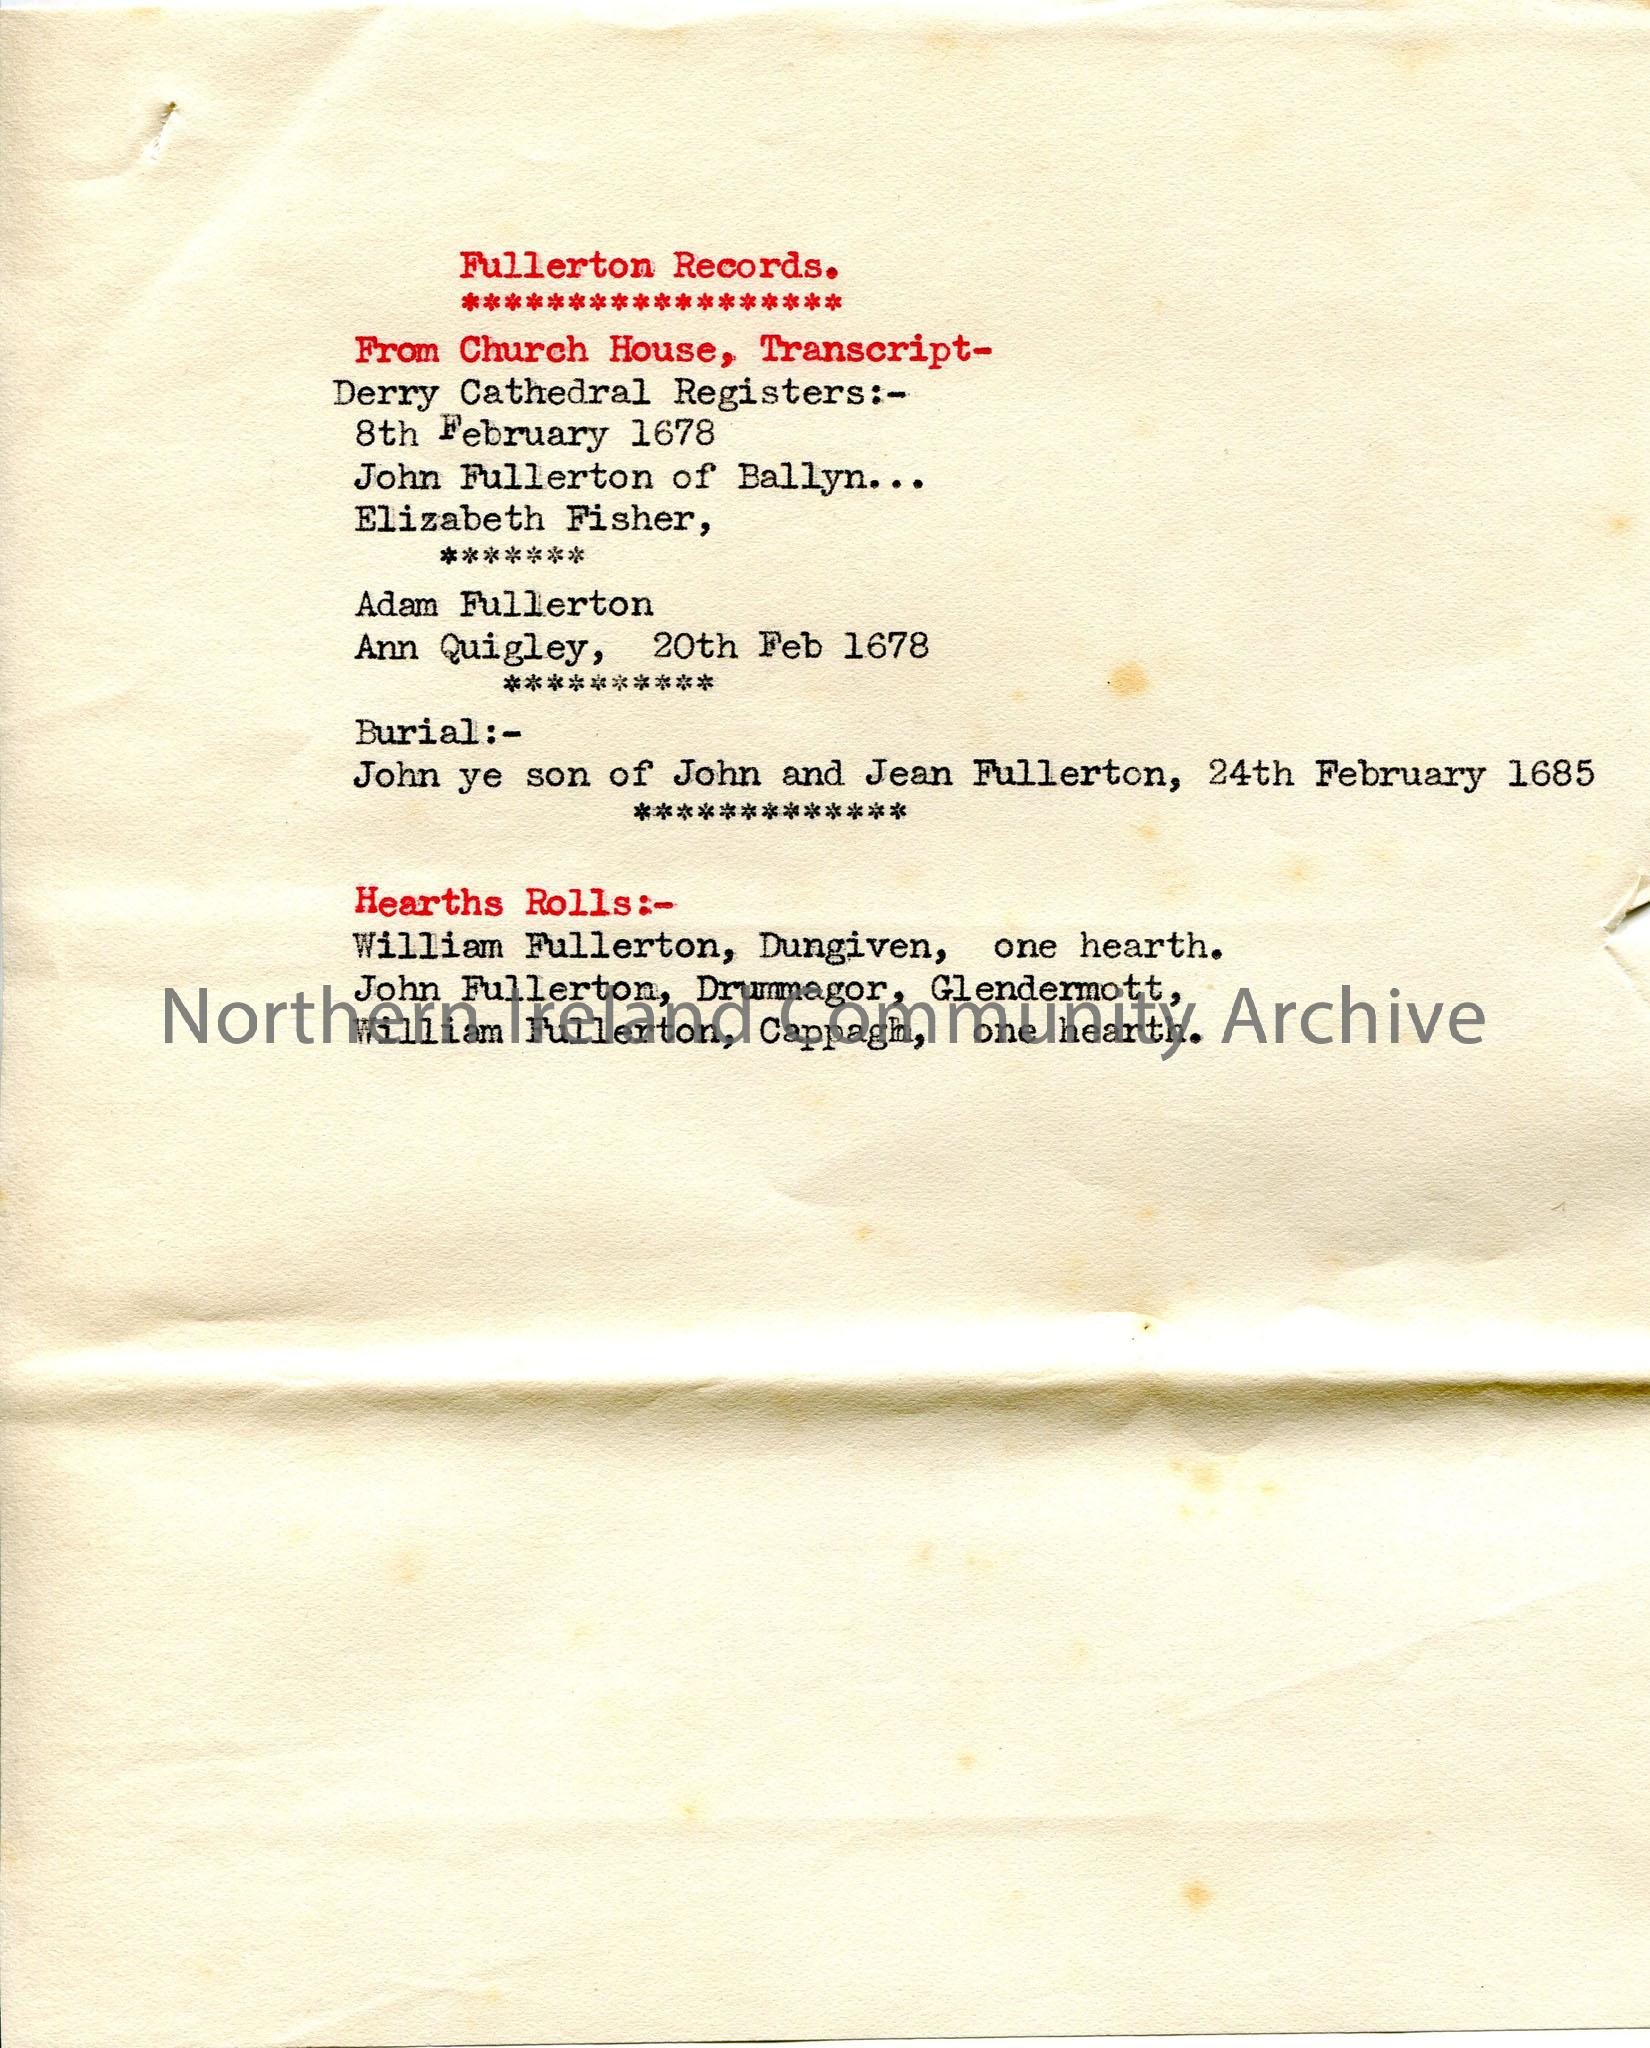 Fullerton Records.
******************
From Church House, Transcript-
Derry Cathedral Registers:-
8th February 1678
John Fullerton of Ballyn...
Elizabeth Fisher,
*******
Adam Fullerton
Ann Quigley, 20th Feb 1678
**********
Burial:-
John ye son of John and Jean Fullerton, 24th February 1685
*************
Hearths Rolls:-
William Fullerton, Dungiven, one hearth.
John Fullerton, Drummagor, Glendermott,
Northern Ireland Community Archive
William Fullerton, Cappagh, one hearth.